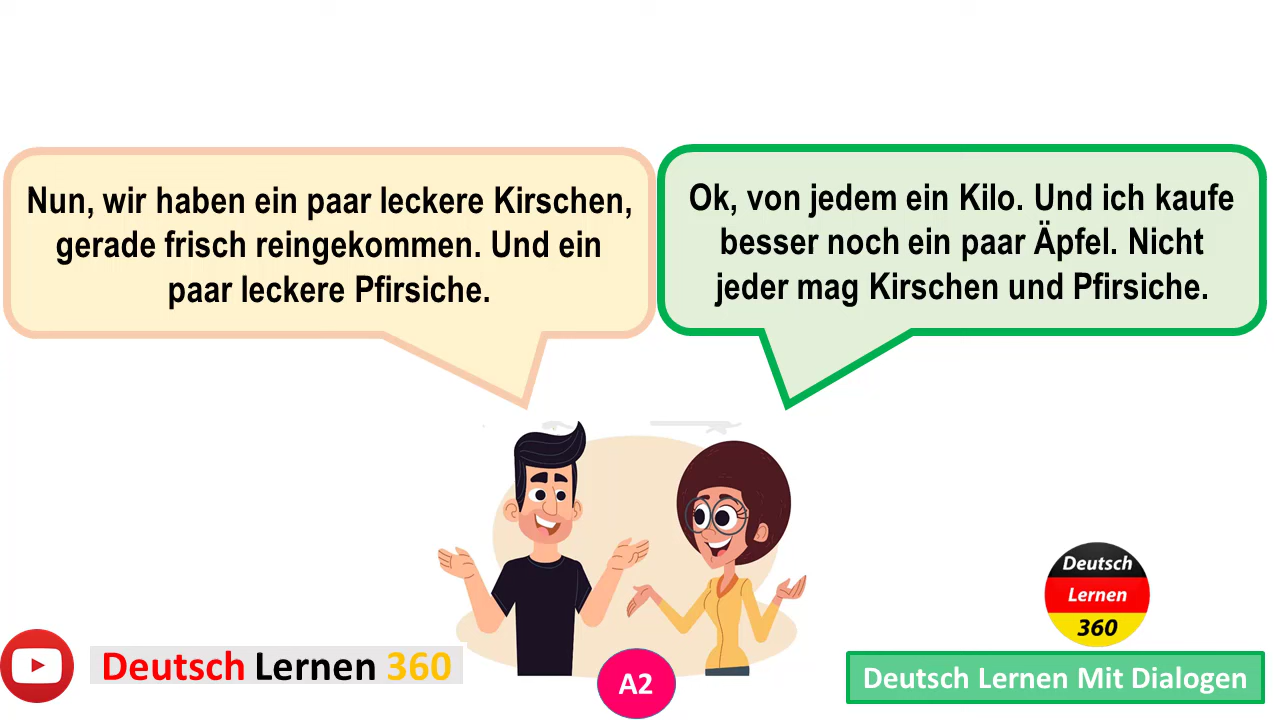 Nun, wir haben ein paar leckere Kirschen,
gerade frisch reingekommen. Und ein
paar leckere Pfirsiche.
Ok, von jedem ein Kilo. Und ich kaufe
besser noch ein paar Äpfel. Nicht
jeder mag Kirschen und Pfirsiche.
Deutsch
Lernen
360
Deutsch Lernen 360
A2
Deutsch Lernen Mit Dialogen